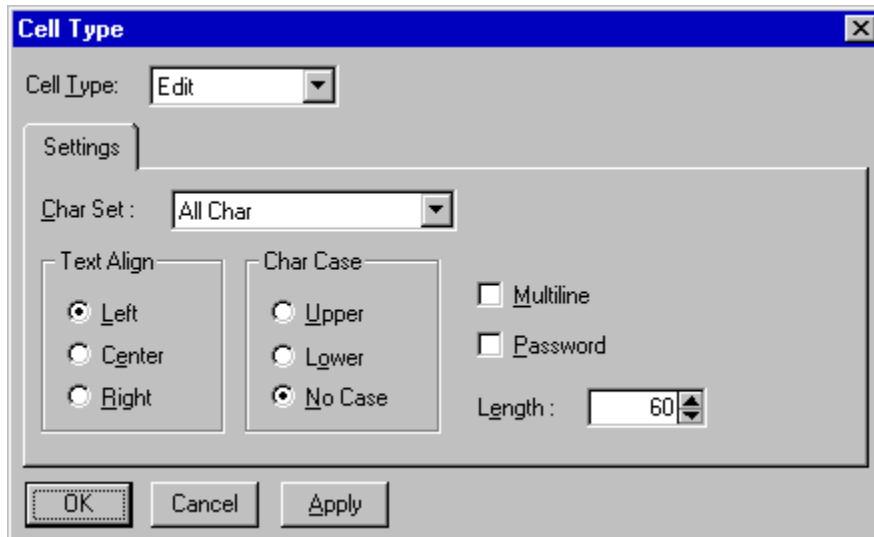 Cell Type
Cell Type: Edit
Settings
Char Set : All Char
Text Align
Left
Center
Right
Char Case
Upper
Lower
No Case
Multiline
Password
Length : 60
OK Cancel Apply